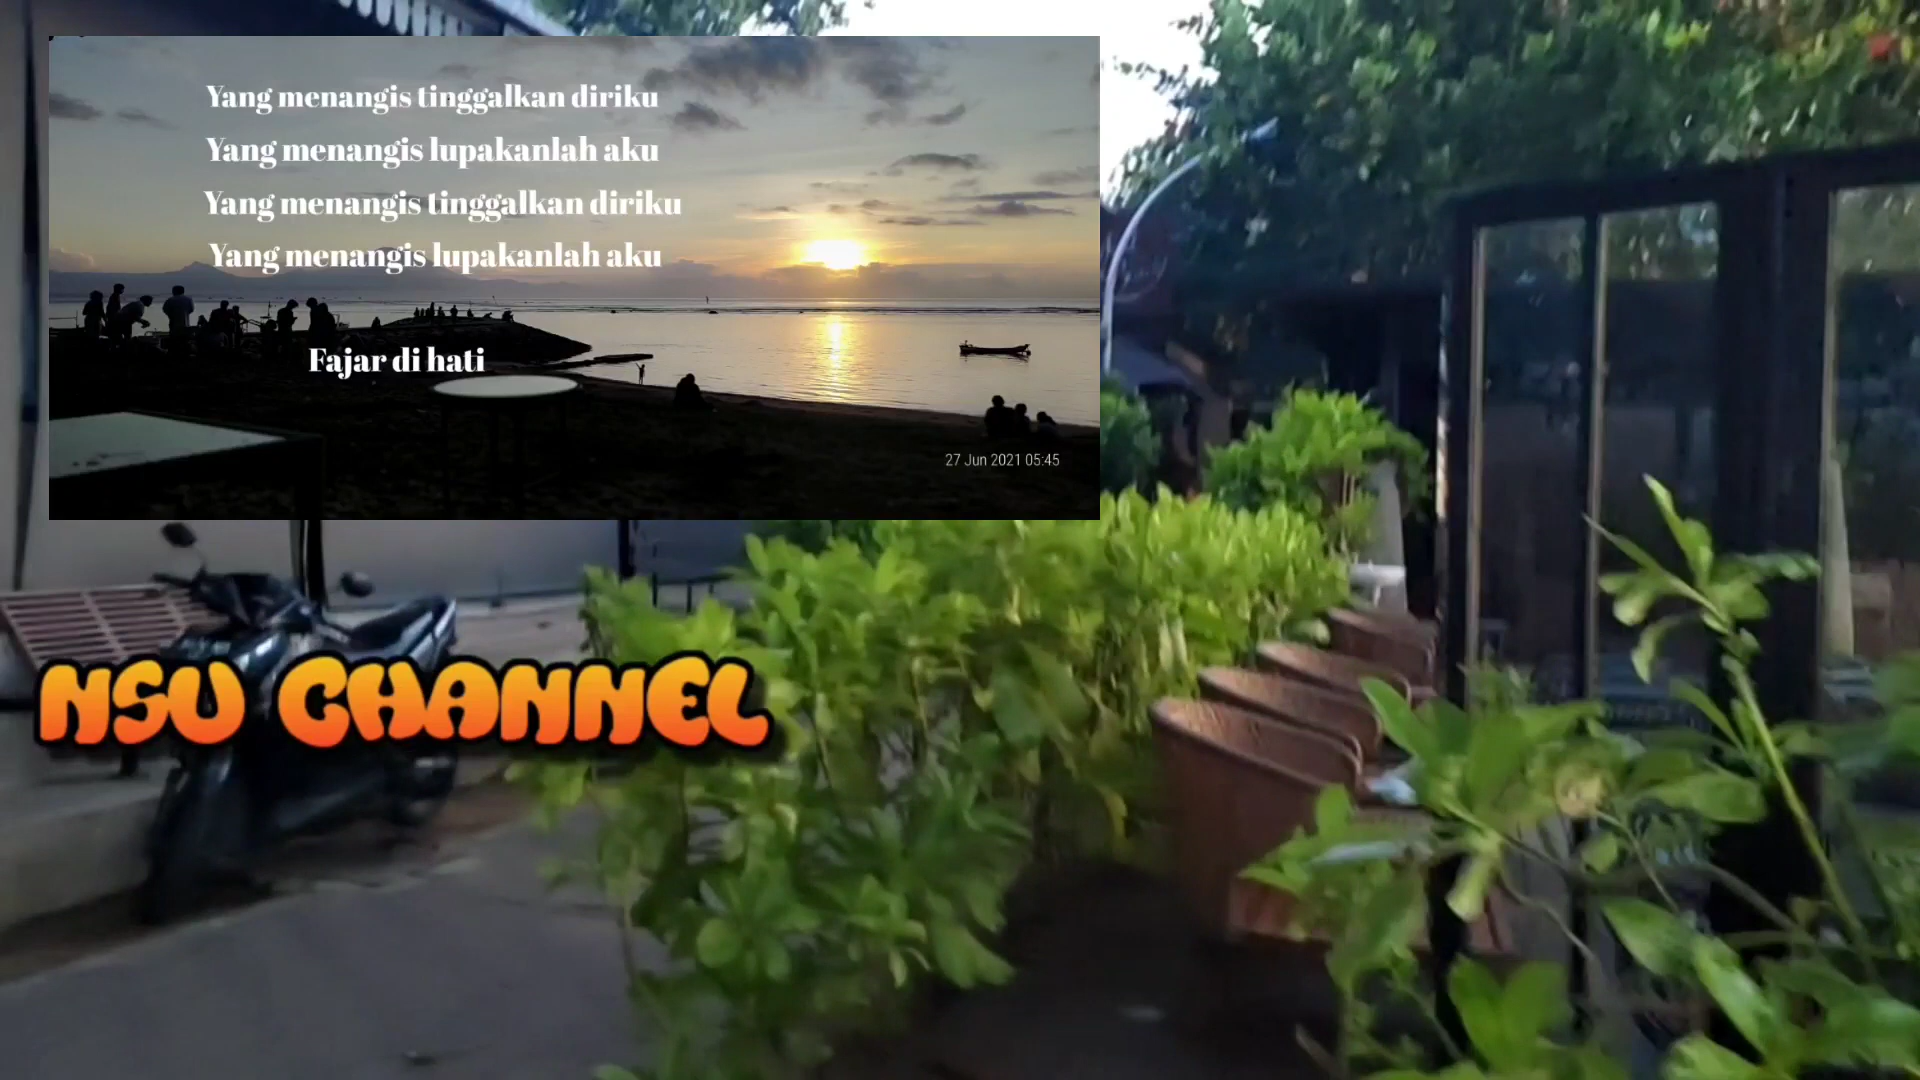 Yang menangis tinggalkan diriku
Yang menangis lupakanlah aku
Yang menangis tinggalkan diriku
Yang menangis lupakanlah aku
Fajar di hati
27 Jun 2021 05:45
NSU CHANNEL